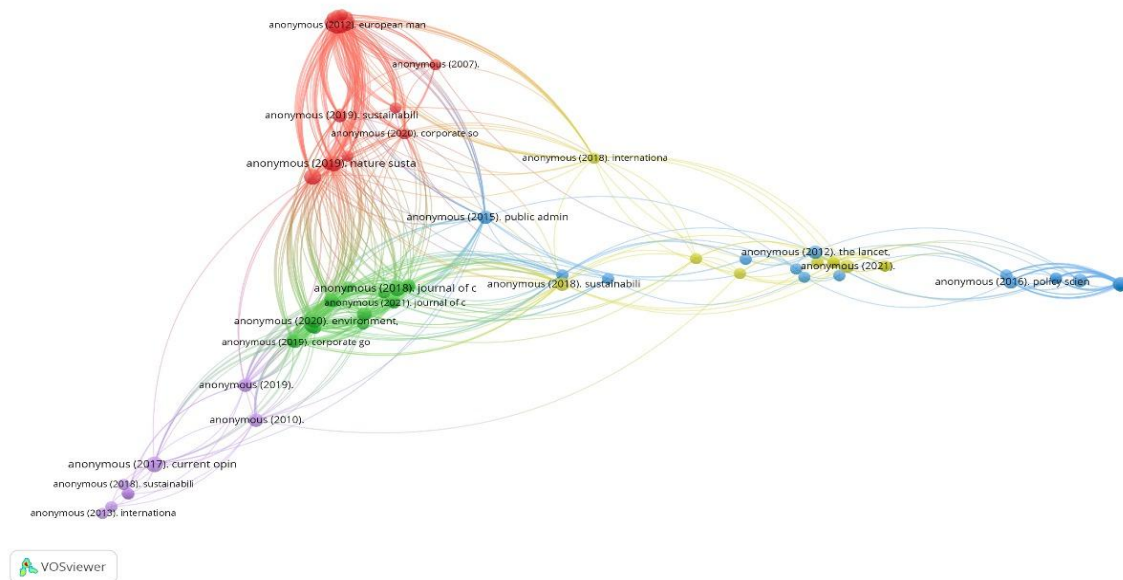 anonymous (2012). european man
anonymous (2007).
anonymous (2019). sustainabili
anonymous (2020). corporate so
anonymous (2019). nature susta
anonymous (2018). internationa
anonymous (2015). public admin
anonymous (2012). the lancet.
anonymous (2021).
anonymous (2018). sustainabili
anonymous (2016). policy scien
anonymous (2018). journal of c
anonymous (2021). journal of c
anonymous (2020). environment,
anonymous (2019). corporate go
anonymous (2019).
anonymous (2010).
anonymous (2017). current opin
anonymous (2018). sustainabili
anonymous (2013). internationa
VOSviewer